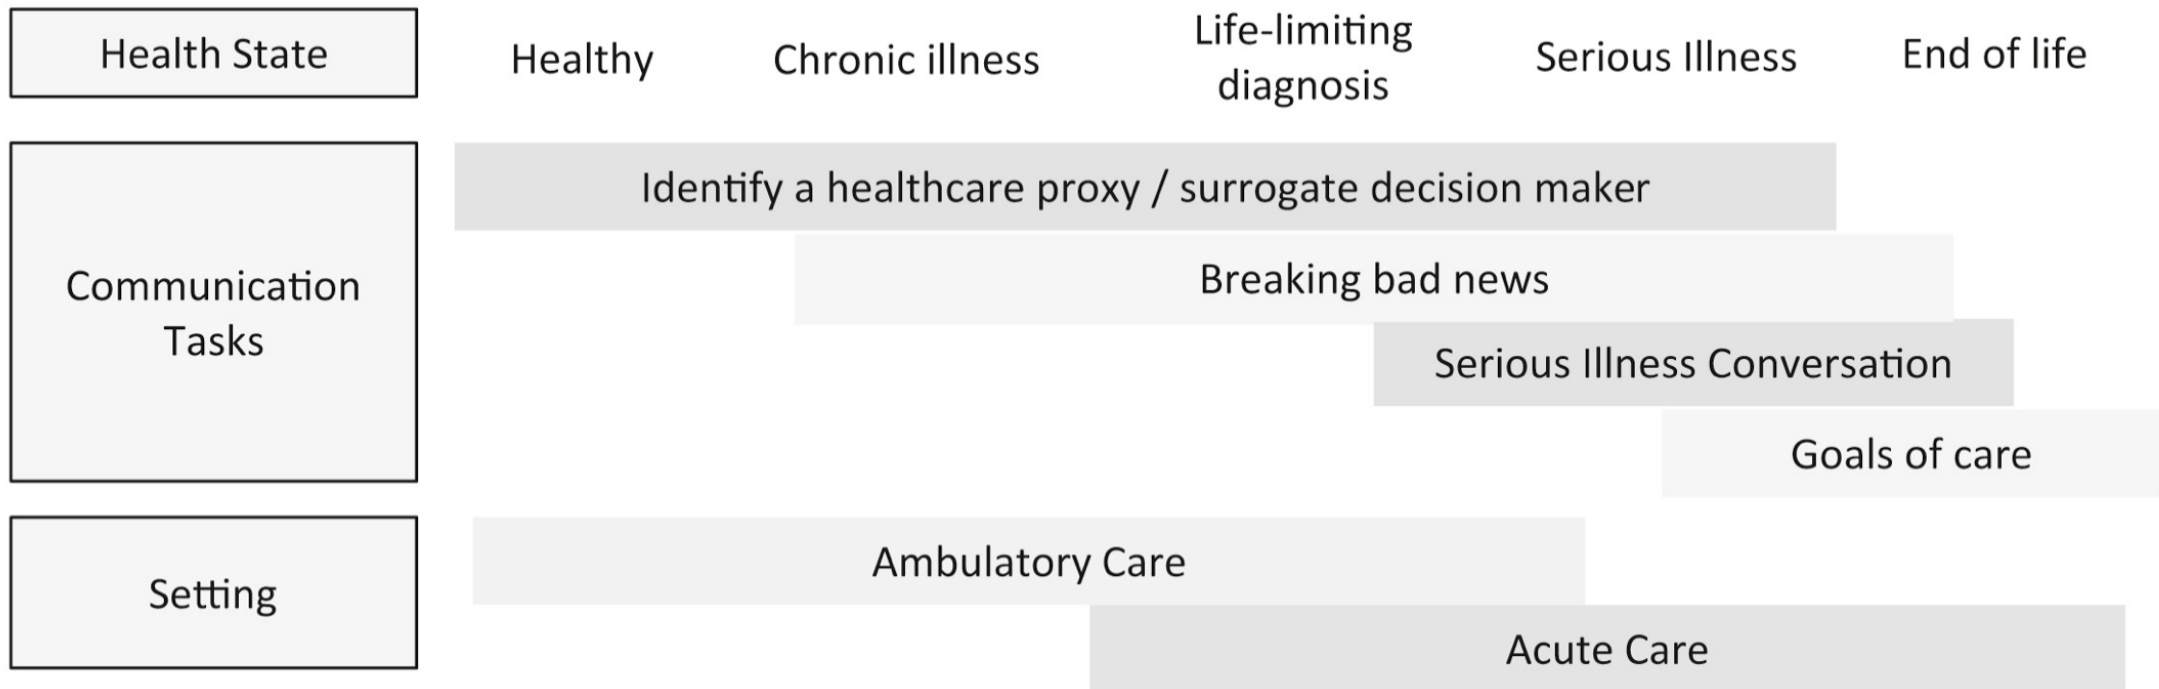 Health State
Healthy
Chronic illness
Life-limiting
diagnosis
Serious Illness
End of life
Communication
Tasks
Identify a healthcare proxy / surrogate decision maker
Breaking bad news
Serious Illness Conversation
Goals of care
Setting
Ambulatory Care
Acute Care